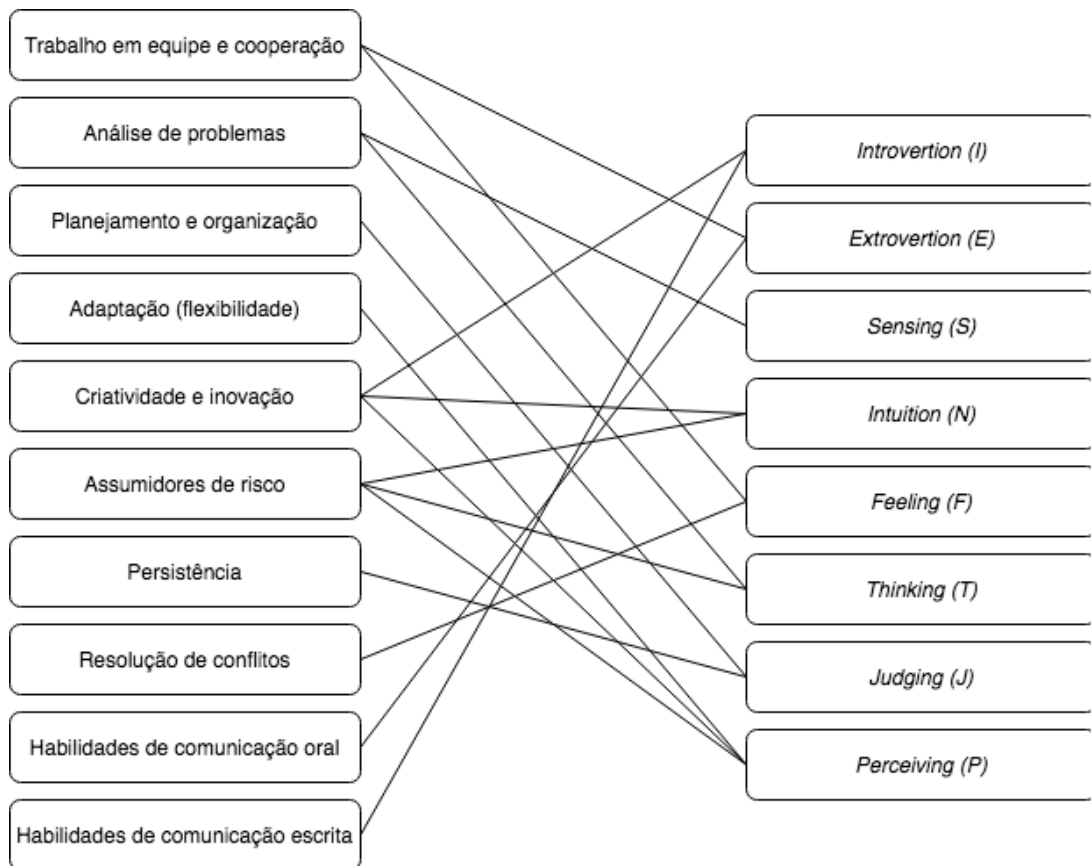 Trabalho em equipe e cooperação
Análise de problemas
Planejamento e organização
Adaptação (flexibilidade)
Criatividade e inovação
Assumidores de risco
Persistência
Resolução de conflitos
Habilidades de comunicação oral
Habilidades de comunicação escrita
Introvertion (I)
Extrovertion (E)
Sensing (S)
Intuition (N)
Feeling (F)
Thinking (T)
Judging (J)
Perceiving (P)